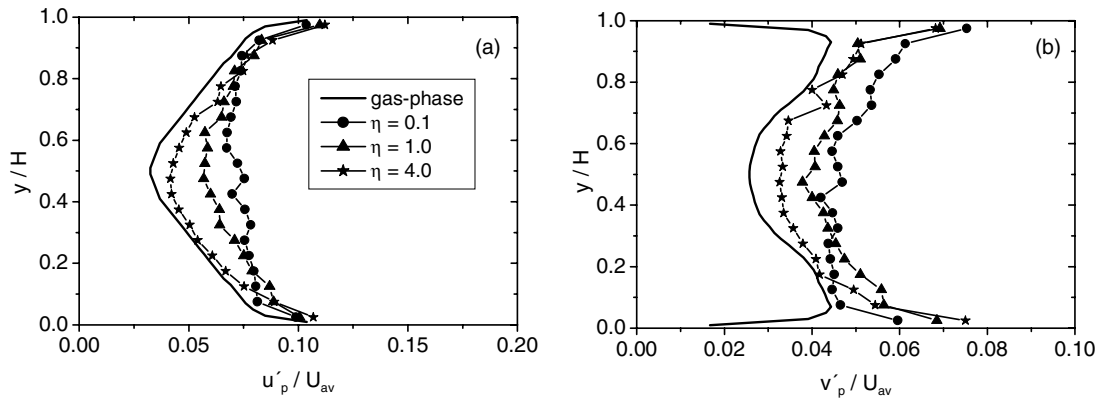 1.0
0.8
0.6
0.4
0.2
0.0
y / H
(a)
gas-phase
η = 0.1
η = 1.0
η = 4.0
0.00 0.05 0.10 0.15 0.20
u´p / Uav
1.0
0.8
0.6
0.4
0.2
0.0
y / H
(b)
0.00 0.02 0.04 0.06 0.08 0.10
v´p / Uav